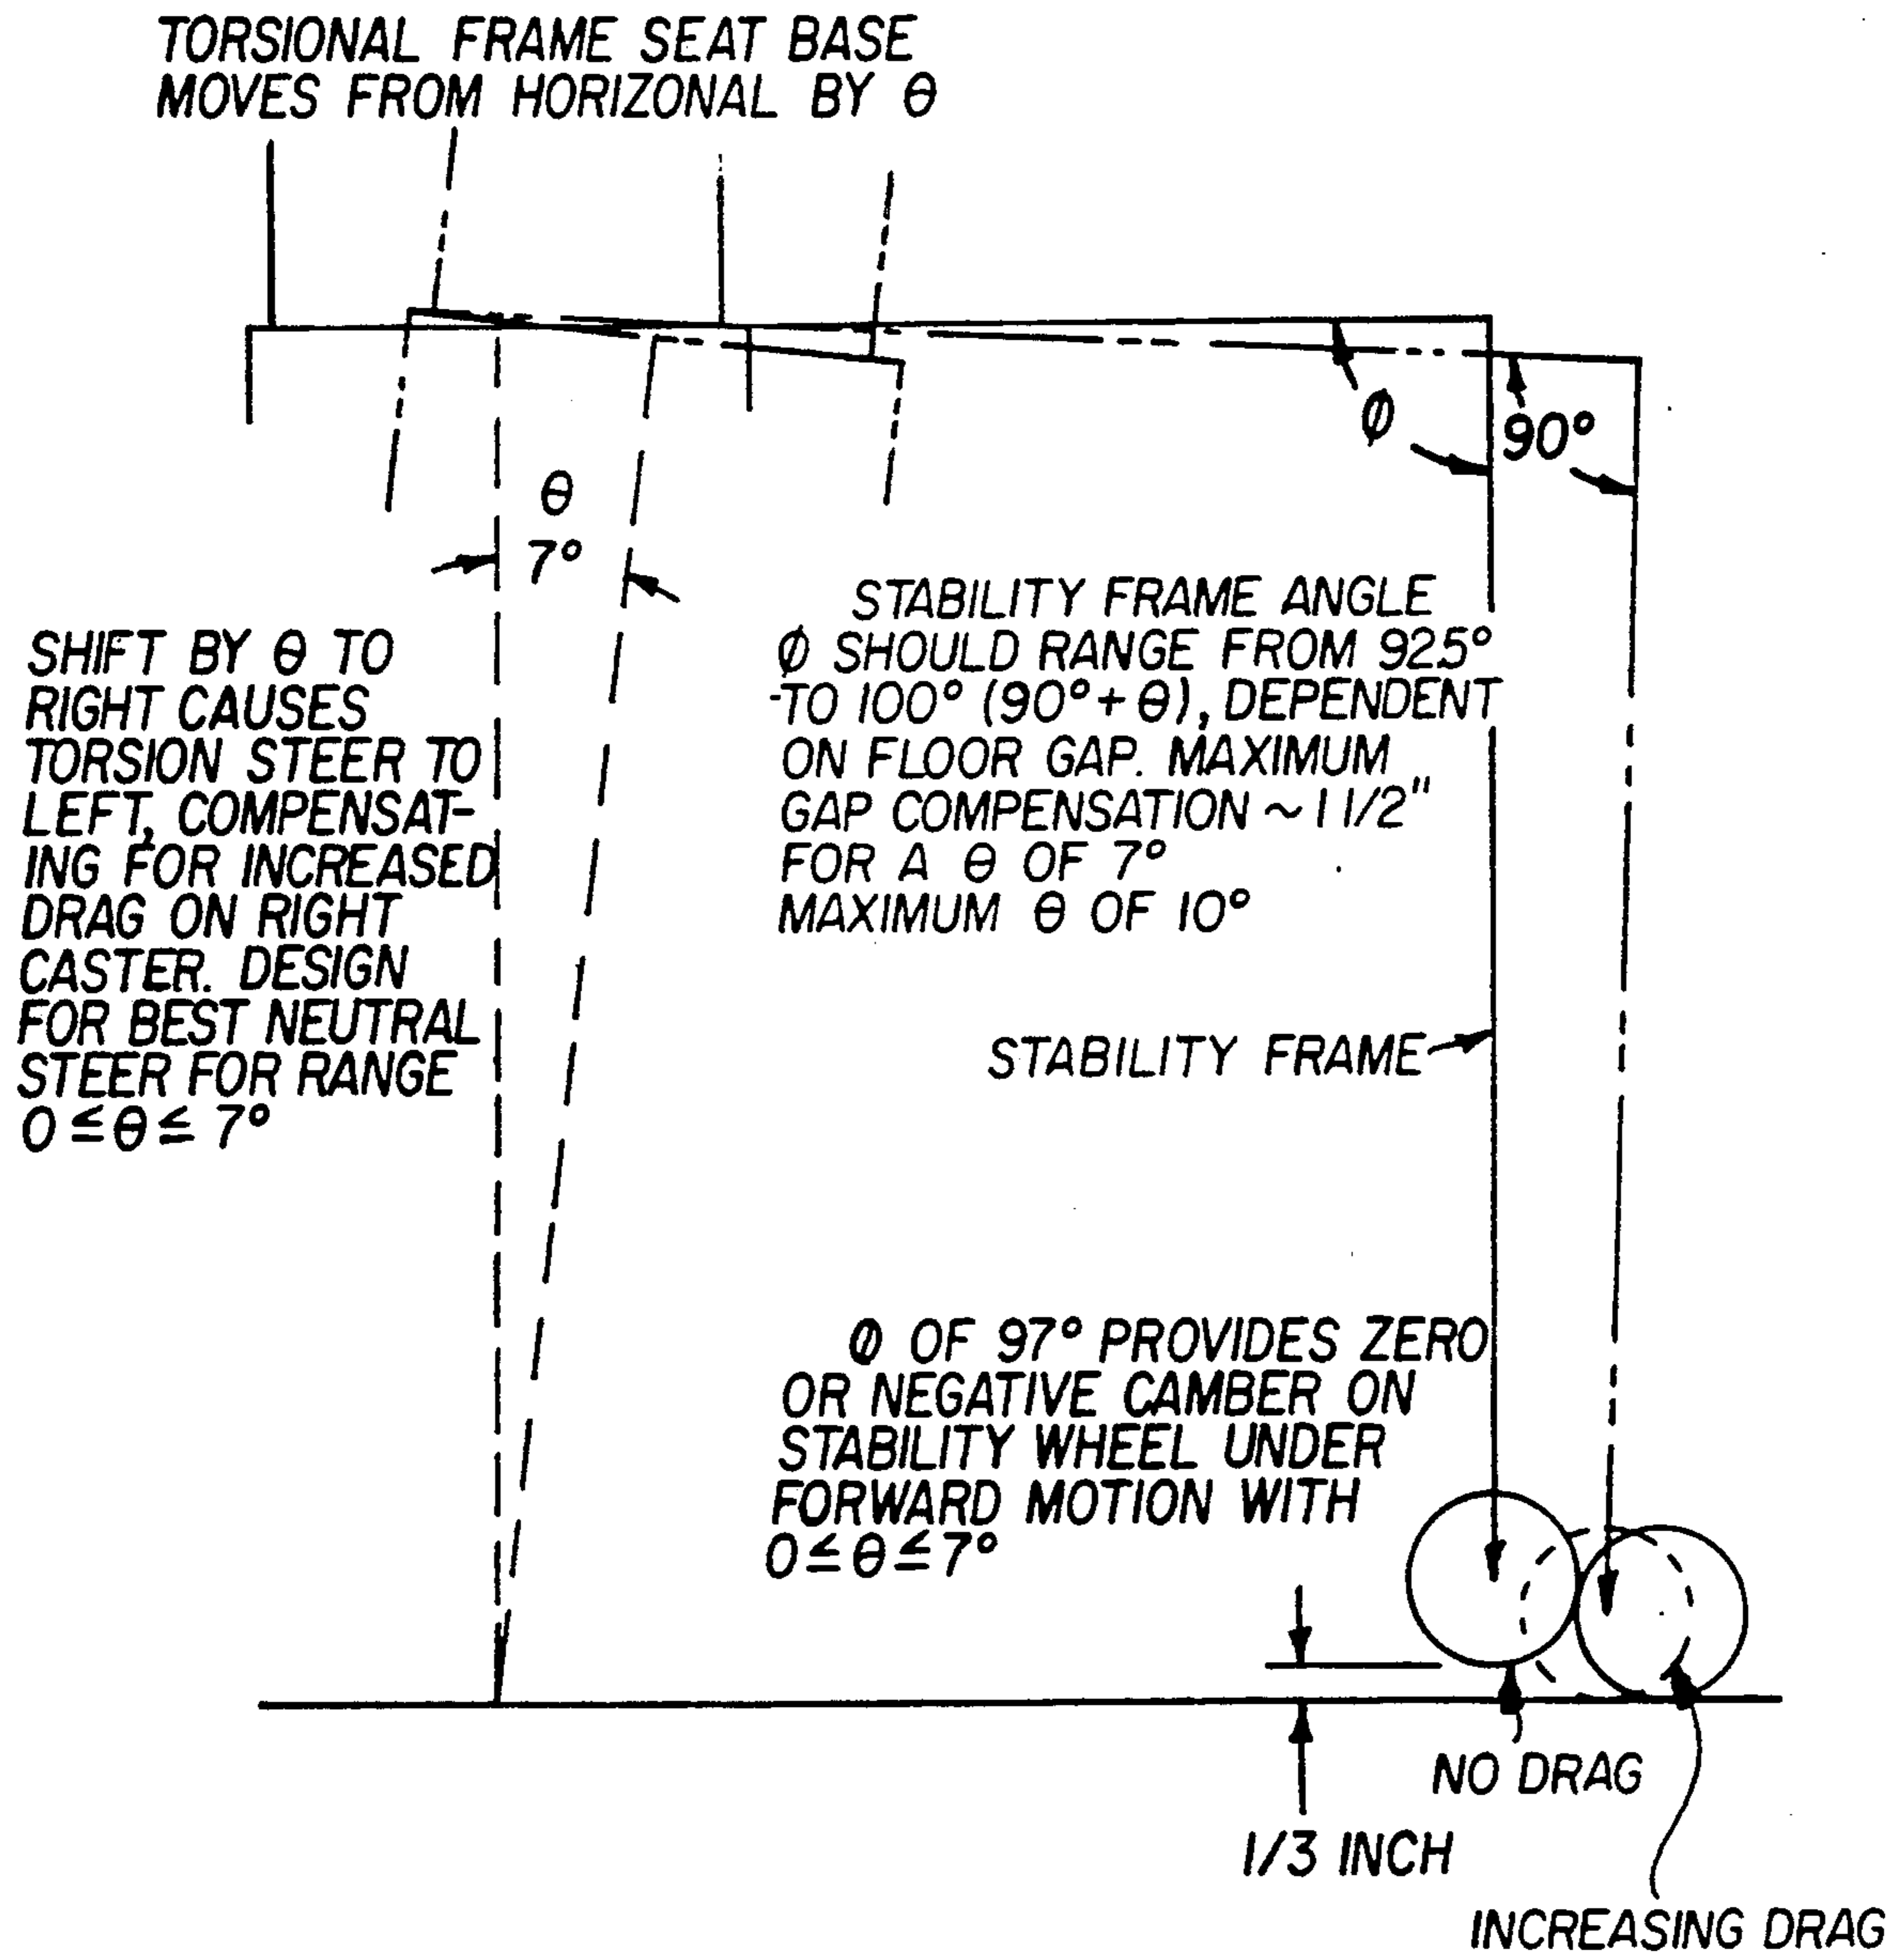 TORSIONAL FRAME SEAT BASE
MOVES FROM HORIZONAL BY θ
ϕ
90°
θ
7°
SHIFT BY θ TO
RIGHT CAUSES
TORSION STEER TO
LEFT, COMPENSAT-
ING FOR INCREASED
DRAG ON RIGHT
CASTER. DESIGN
FOR BEST NEUTRAL
STEER FOR RANGE
0≤θ≤ 7°
STABILITY FRAME ANGLE
ϕ SHOULD RANGE FROM 925°
TO 100° (90°+θ), DEPENDENT
ON FLOOR GAP. MAXIMUM
GAP COMPENSATION ~1 1/2"
FOR A θ OF 7°
MAXIMUM θ OF 10°
STABILITY FRAME
ϕ OF 97° PROVIDES ZERO
OR NEGATIVE CAMBER ON
STABILITY WHEEL UNDER
FORWARD MOTION WITH
0≤θ≤7°
NO DRAG
1/3 INCH
INCREASING DRAG